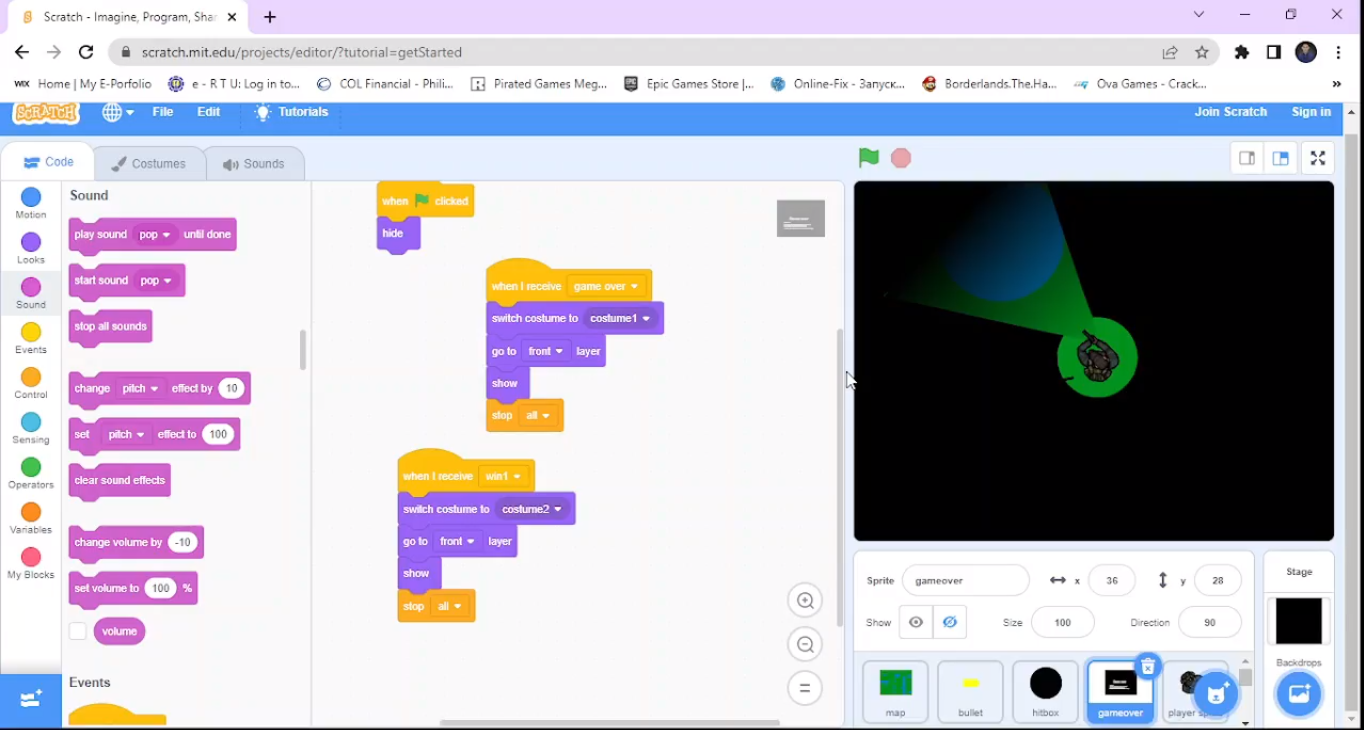 Scratch - Imagine, Program, Shar
scratch.mit.edu/projects/editor/?tutorial=getStarted
WIX Home | My E-Porfolio e - R T U: Log in to... COL Financial - Phili... Pirated Games Meg... Epic Games Store |... Online-Fix - Запуск... Borderlands.The.Ha... Ova Games - Crack... »
SCRATCH File Edit Tutorials Join Scratch Sign in
Code Costumes Sounds
Motion
Looks
Sound
Events
Control
Sensing
Operators
Variables
My Blocks
Sound
play sound pop until done
start sound pop
stop all sounds
change pitch effect by 10
set pitch effect to 100
clear sound effects
change volume by -10
set volume to 100 %
volume
Events
when clicked
hide
when I receive game over
switch costume to costume1
go to front layer
show
stop all
when I receive win1
switch costume to costume2
go to front layer
show
stop all
Sprite gameover x 36 y 28
Show Size 100 Direction 90
map bullet hitbox gameover
Stage
Backdrops